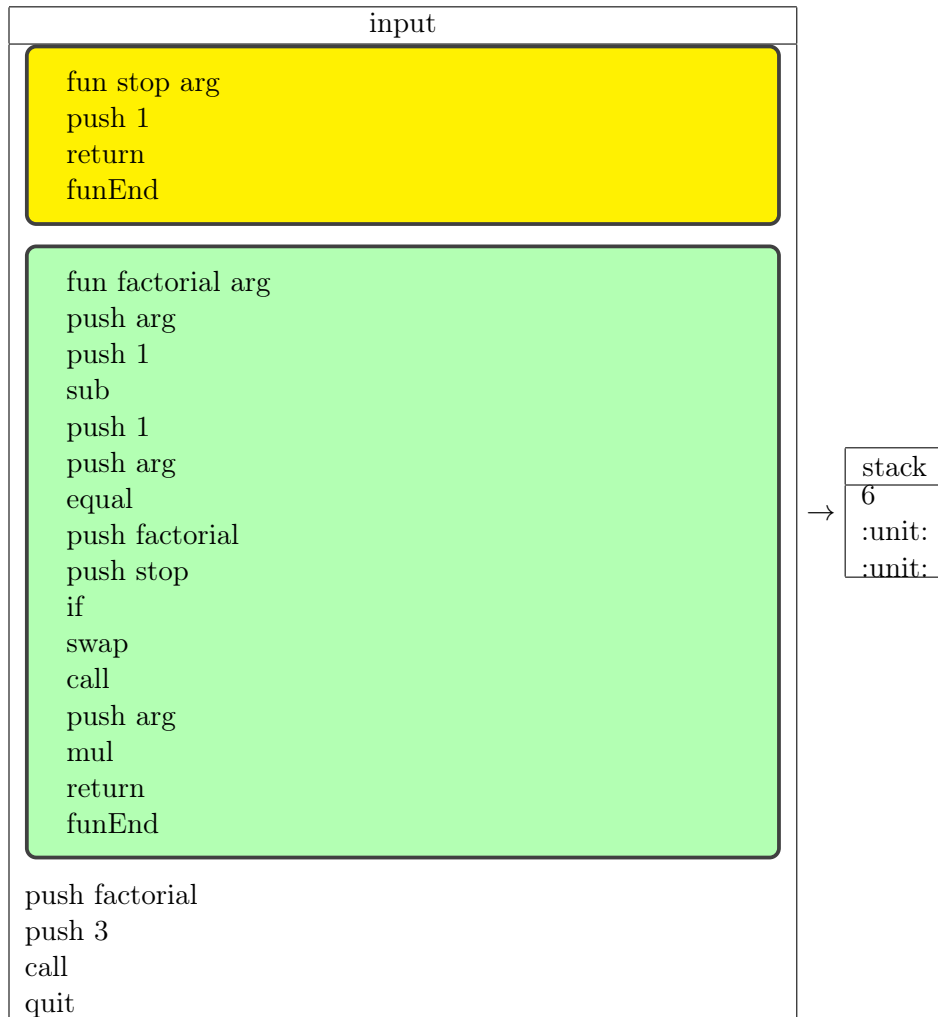 input
fun stop arg
push 1
return
funEnd
fun factorial arg
push arg
push 1
sub
push 1
push arg
equal
push factorial
push stop
if
swap
call
push arg
mul
return
funEnd
push factorial
push 3
call
quit
→
stack
6
:unit:
:unit: